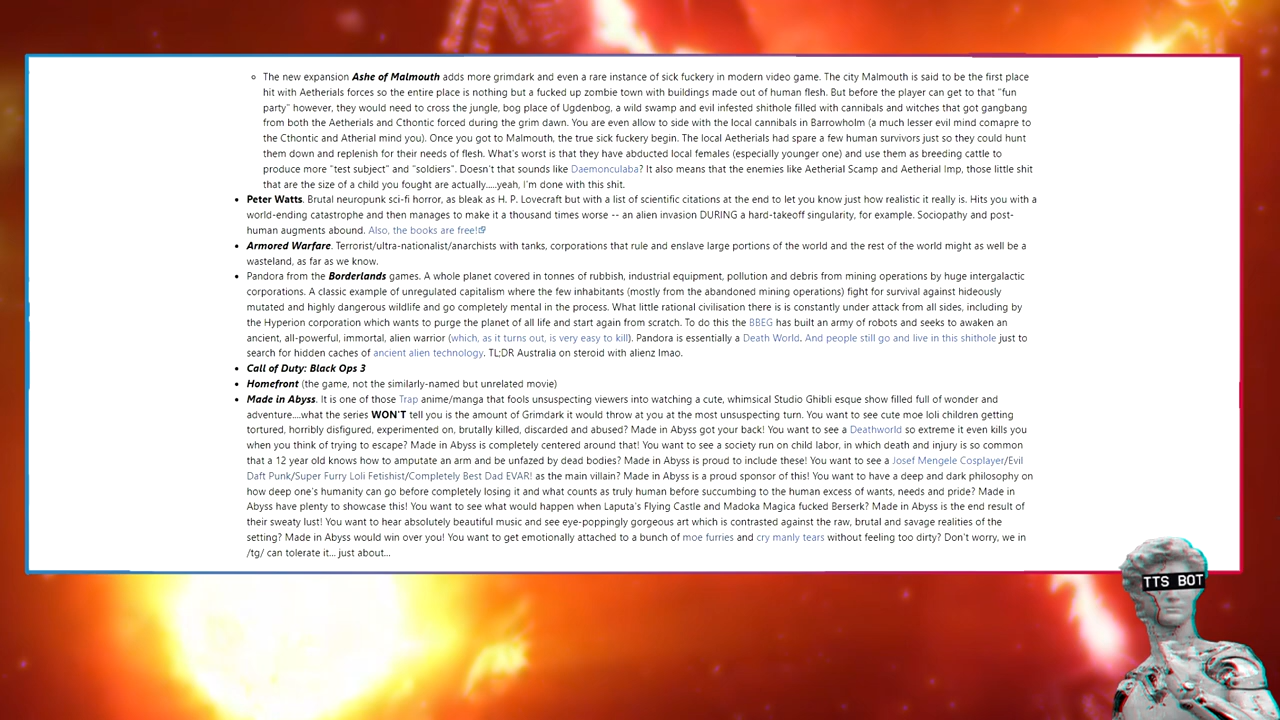 The new expansion Ashe of Malmouth adds more grimdark and even a rare instance of sick fuckery in modern video game. The city Malmouth is said to be the first place
hit with Aetherials forces so the entire place is nothing but a fucked up zombie town with buildings made out of human flesh. But before the player can get to that "fun
party" however, they would need to cross the jungle, bog place of Ugdenbog, a wild swamp and evil infested shithole filled with cannibals and witches that got gangbang
from both the Aetherials and Chthonic forced during the grim dawn. You are even allow to side with the local cannibals in Barrowholm (a much lesser evil mind comapre to
the Cthonic and Atherial mind you). Once you got to Malmouth, the true sick fuckery begin. The local Aetherials had spare a few human survivors just so they could hunt
them down and replenish for their needs of flesh. What's worst is that they have abducted local females (especially younger one) and use them as breeding cattle to
produce more "test subject" and "soldiers". Doesn't that sounds like Daemonculaba? It also means that the enemies like Aetherial Scamp and Aetherial Imp, those little shit
that are the size of a child you fought are actually.....yeah, I'm done with this shit.
Peter Watts. Brutal neuropunk sci-fi horror, as bleak as H. P. Lovecraft but with a list of scientific citations at the end to let you know just how realistic it really is. Hits you with a
world-ending catastrophe and then manages to make it a thousand times worse -- an alien invasion DURING a hard-takeoff singularity, for example. Sociopathy and post-
human augments abound. Also, the books are free!
Armored Warfare. Terrorist/ultra-nationalist/anarchists with tanks, corporations that rule and enslave large portions of the world and the rest of the world might as well be a
wasteland, as far as we know.
Pandora from the Borderlands games. A whole planet covered in tonnes of rubbish, industrial equipment, pollution and debris from mining operations by huge intergalactic
corporations. A classic example of unregulated capitalism where the few inhabitants (mostly from the abandoned mining operations) fight for survival against hideously
mutated and highly dangerous wildlife and go completely mental in the process. What little rational civilisation there is is constantly under attack from all sides, including by
the Hyperion corporation which wants to purge the planet of all life and start again from scratch. To do this the BBEG has built an army of robots and seeks to awaken an
ancient, all-powerful, immortal, alien warrior (which, as it turns out, is very easy to kill). Pandora is essentially a Death World. And people still go and live in this shithole just to
search for hidden caches of ancient alien technology. TL;DR Australia on steroid with alienz lmao.
Call of Duty: Black Ops 3
Homefront (the game, not the similarly-named but unrelated movie)
Made in Abyss. It is one of those Trap anime/manga that fools unsuspecting viewers into watching a cute, whimsical Studio Ghibli esque show filled full of wonder and
adventure....what the series WON'T tell you is the amount of Grimdark it would throw at you at the most unsuspecting turn. You want to see cute moe loli children getting
tortured, horribly disfigured, experimented on, brutally killed, discarded and abused? Made in Abyss got your back! You want to see a Deathworld so extreme it even kills you
when you think of trying to escape? Made in Abyss is completely centered around that! You want to see a society run on child labor, in which death and injury is so common
that a 12 year old knows how to amputate an arm and be unfazed by dead bodies? Made in Abyss is proud to include these! You want to see a Josef Mengele Cosplayer/Evil
Daft Punk/Super Furry Loli Fetishist/Completely Best Dad EVAR! as the main villain? Made in Abyss is a proud sponsor of this! You want to have a deep and dark philosophy on
how deep one's humanity can go before completely losing it and what counts as truly human before succumbing to the human excess of wants, needs and pride? Made in
Abyss have plenty to showcase this! You want to see what would happen when Laputa's Flying Castle and Madoka Magica fucked Berserk? Made in Abyss is the end result of
their sweaty lust! You want to hear absolutely beautiful music and see eye-poppingly gorgeous art which is contrasted against the raw, brutal and savage realities of the
setting? Made in Abyss would win over you! You want to get emotionally attached to a bunch of moe furries and cry manly tears without feeling too dirty? Don't worry, we in
/tg/ can tolerate it... just about...
TTS BOT